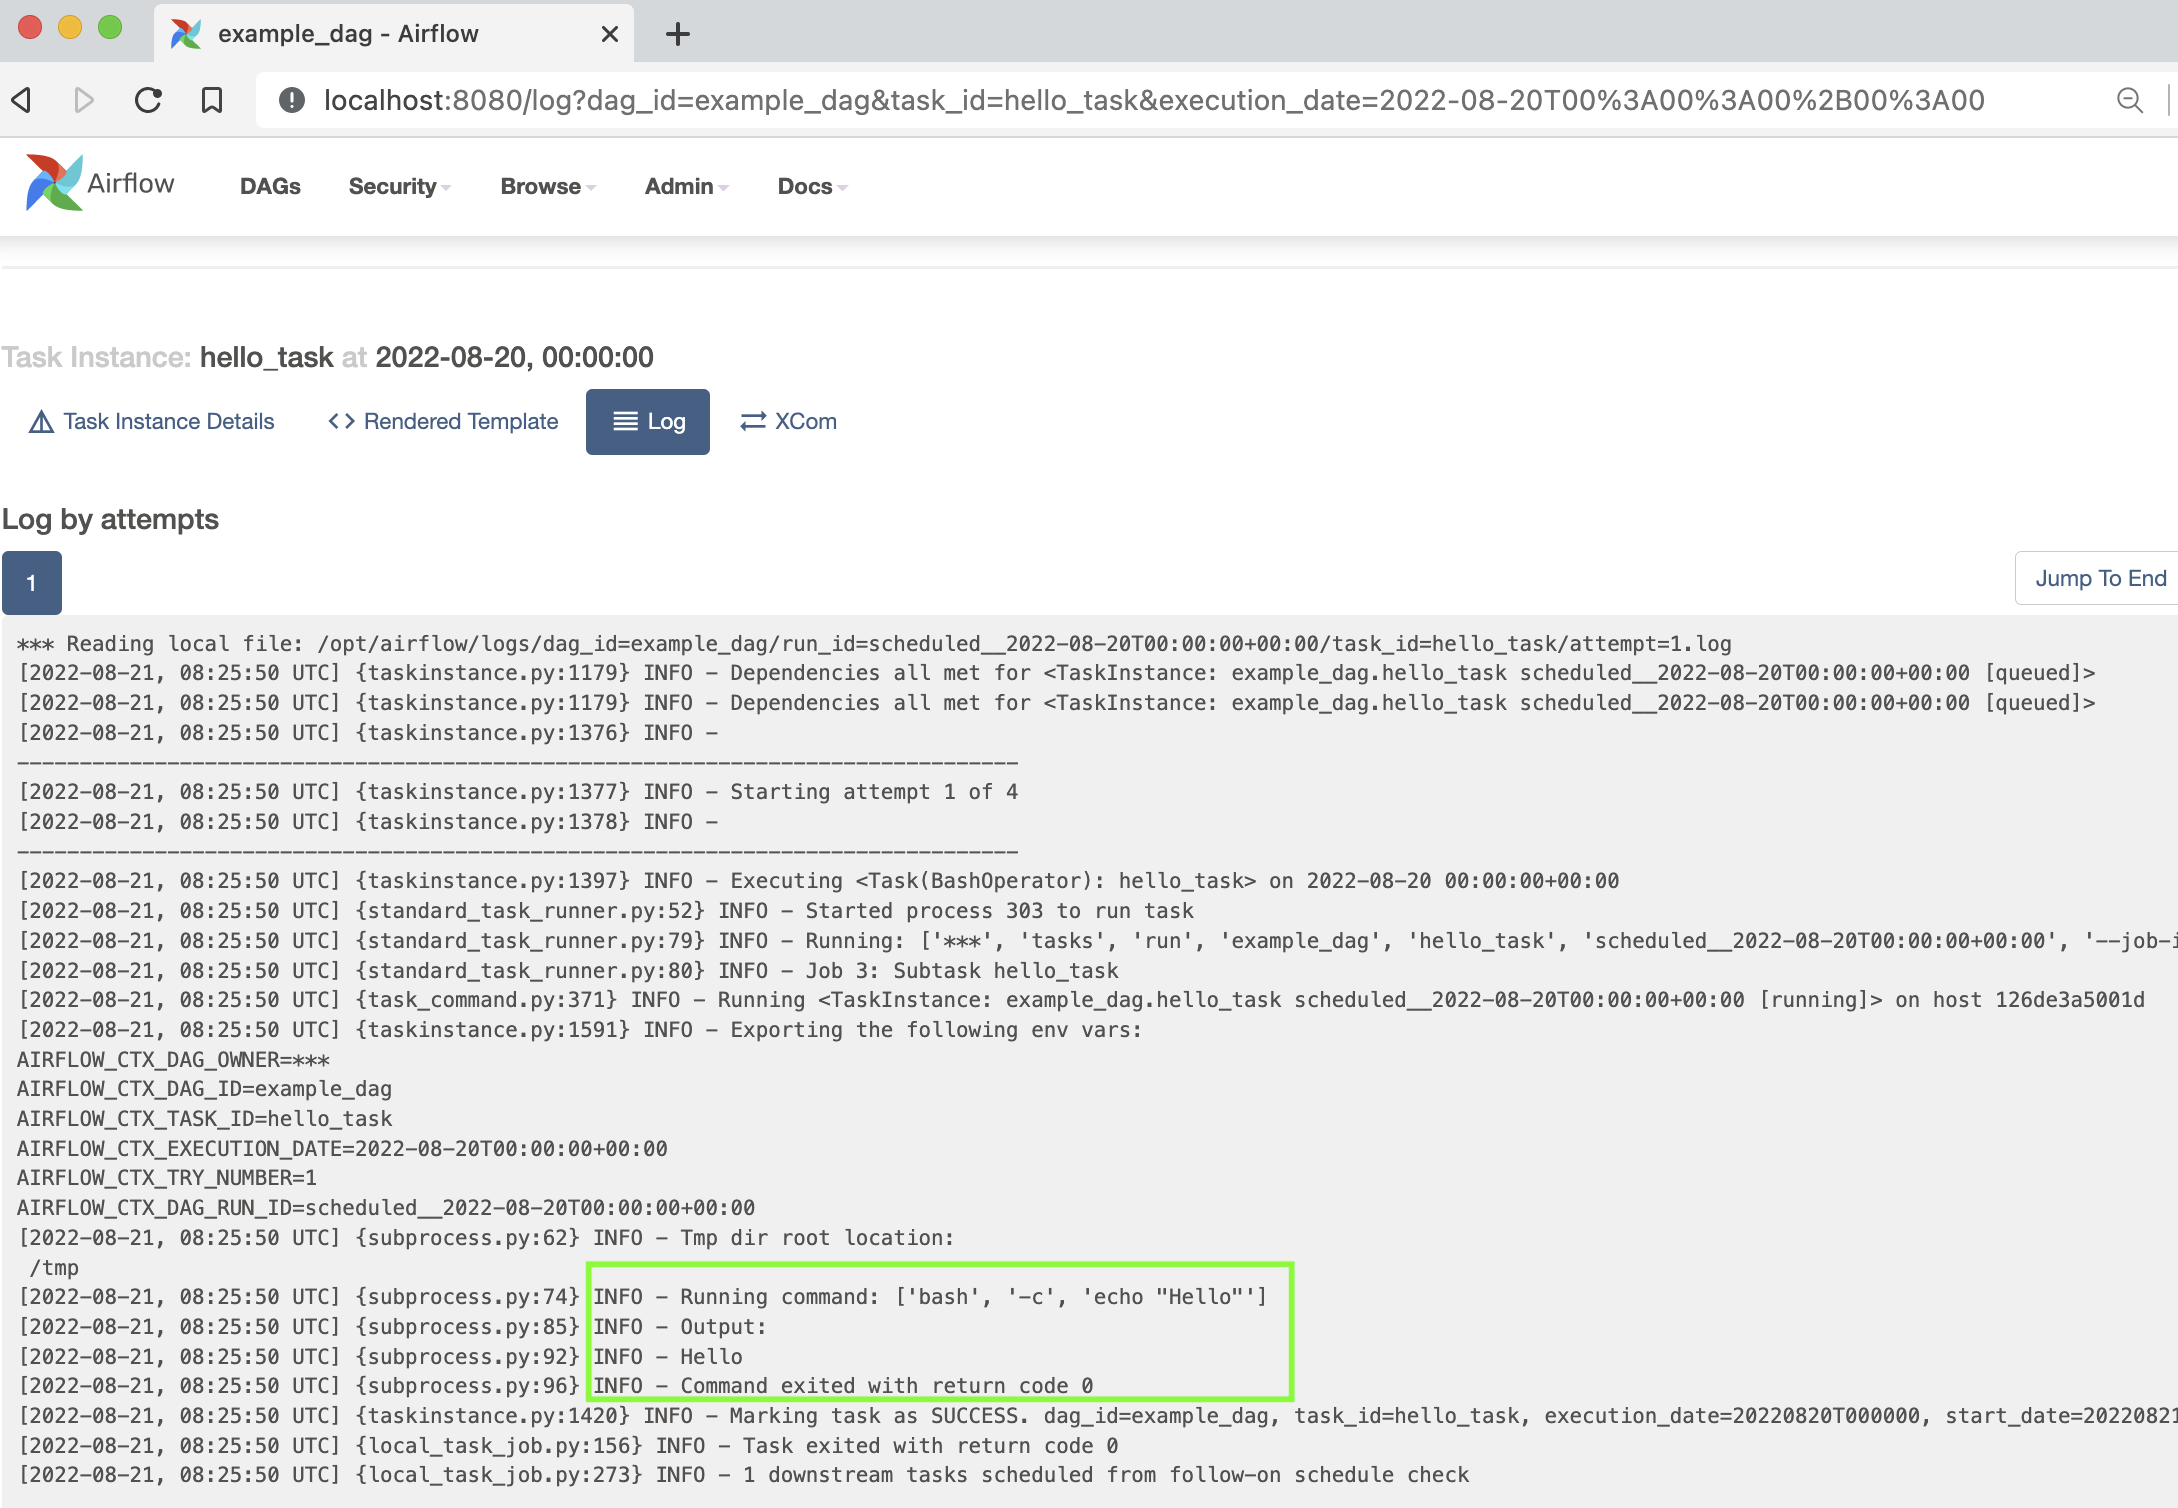 example_dag - Airflow
localhost:8080/log?dag_id=example_dag&task_id=hello_task&execution_date=2022-08-20T00%3A00%3A00%2B00%3A00
Airflow DAGs Security Browse Admin Docs
Task Instance: hello_task at 2022-08-20, 00:00:00
Task Instance Details <> Rendered Template Log XCom
Log by attempts
1
Jump To End
*** Reading local file: /opt/airflow/logs/dag_id=example_dag/run_id=scheduled__2022-08-20T00:00:00+00:00/task_id=hello_task/attempt=1.log
[2022-08-21, 08:25:50 UTC] {taskinstance.py:1179} INFO - Dependencies all met for <TaskInstance: example_dag.hello_task scheduled__2022-08-20T00:00:00+00:00 [queued]>
[2022-08-21, 08:25:50 UTC] {taskinstance.py:1179} INFO - Dependencies all met for <TaskInstance: example_dag.hello_task scheduled__2022-08-20T00:00:00+00:00 [queued]>
[2022-08-21, 08:25:50 UTC] {taskinstance.py:1376} INFO -
--------------------------------------------------------------------------------
[2022-08-21, 08:25:50 UTC] {taskinstance.py:1377} INFO - Starting attempt 1 of 4
[2022-08-21, 08:25:50 UTC] {taskinstance.py:1378} INFO -
--------------------------------------------------------------------------------
[2022-08-21, 08:25:50 UTC] {taskinstance.py:1397} INFO - Executing <Task(BashOperator): hello_task> on 2022-08-20 00:00:00+00:00
[2022-08-21, 08:25:50 UTC] {standard_task_runner.py:52} INFO - Started process 303 to run task
[2022-08-21, 08:25:50 UTC] {standard_task_runner.py:79} INFO - Running: ['***', 'tasks', 'run', 'example_dag', 'hello_task', 'scheduled__2022-08-20T00:00:00+00:00', '--job-i
[2022-08-21, 08:25:50 UTC] {standard_task_runner.py:80} INFO - Job 3: Subtask hello_task
[2022-08-21, 08:25:50 UTC] {task_command.py:371} INFO - Running <TaskInstance: example_dag.hello_task scheduled__2022-08-20T00:00:00+00:00 [running]> on host 126de3a5001d
[2022-08-21, 08:25:50 UTC] {taskinstance.py:1591} INFO - Exporting the following env vars:
AIRFLOW_CTX_DAG_OWNER=***
AIRFLOW_CTX_DAG_ID=example_dag
AIRFLOW_CTX_TASK_ID=hello_task
AIRFLOW_CTX_EXECUTION_DATE=2022-08-20T00:00:00+00:00
AIRFLOW_CTX_TRY_NUMBER=1
AIRFLOW_CTX_DAG_RUN_ID=scheduled__2022-08-20T00:00:00+00:00
[2022-08-21, 08:25:50 UTC] {subprocess.py:62} INFO - Tmp dir root location:
/tmp
[2022-08-21, 08:25:50 UTC] {subprocess.py:74} INFO - Running command: ['bash', '-c', 'echo "Hello"']
[2022-08-21, 08:25:50 UTC] {subprocess.py:85} INFO - Output:
[2022-08-21, 08:25:50 UTC] {subprocess.py:92} INFO - Hello
[2022-08-21, 08:25:50 UTC] {subprocess.py:96} INFO - Command exited with return code 0
[2022-08-21, 08:25:50 UTC] {taskinstance.py:1420} INFO - Marking task as SUCCESS. dag_id=example_dag, task_id=hello_task, execution_date=20220820T000000, start_date=20220821
[2022-08-21, 08:25:50 UTC] {local_task_job.py:156} INFO - Task exited with return code 0
[2022-08-21, 08:25:50 UTC] {local_task_job.py:273} INFO - 1 downstream tasks scheduled from follow-on schedule check